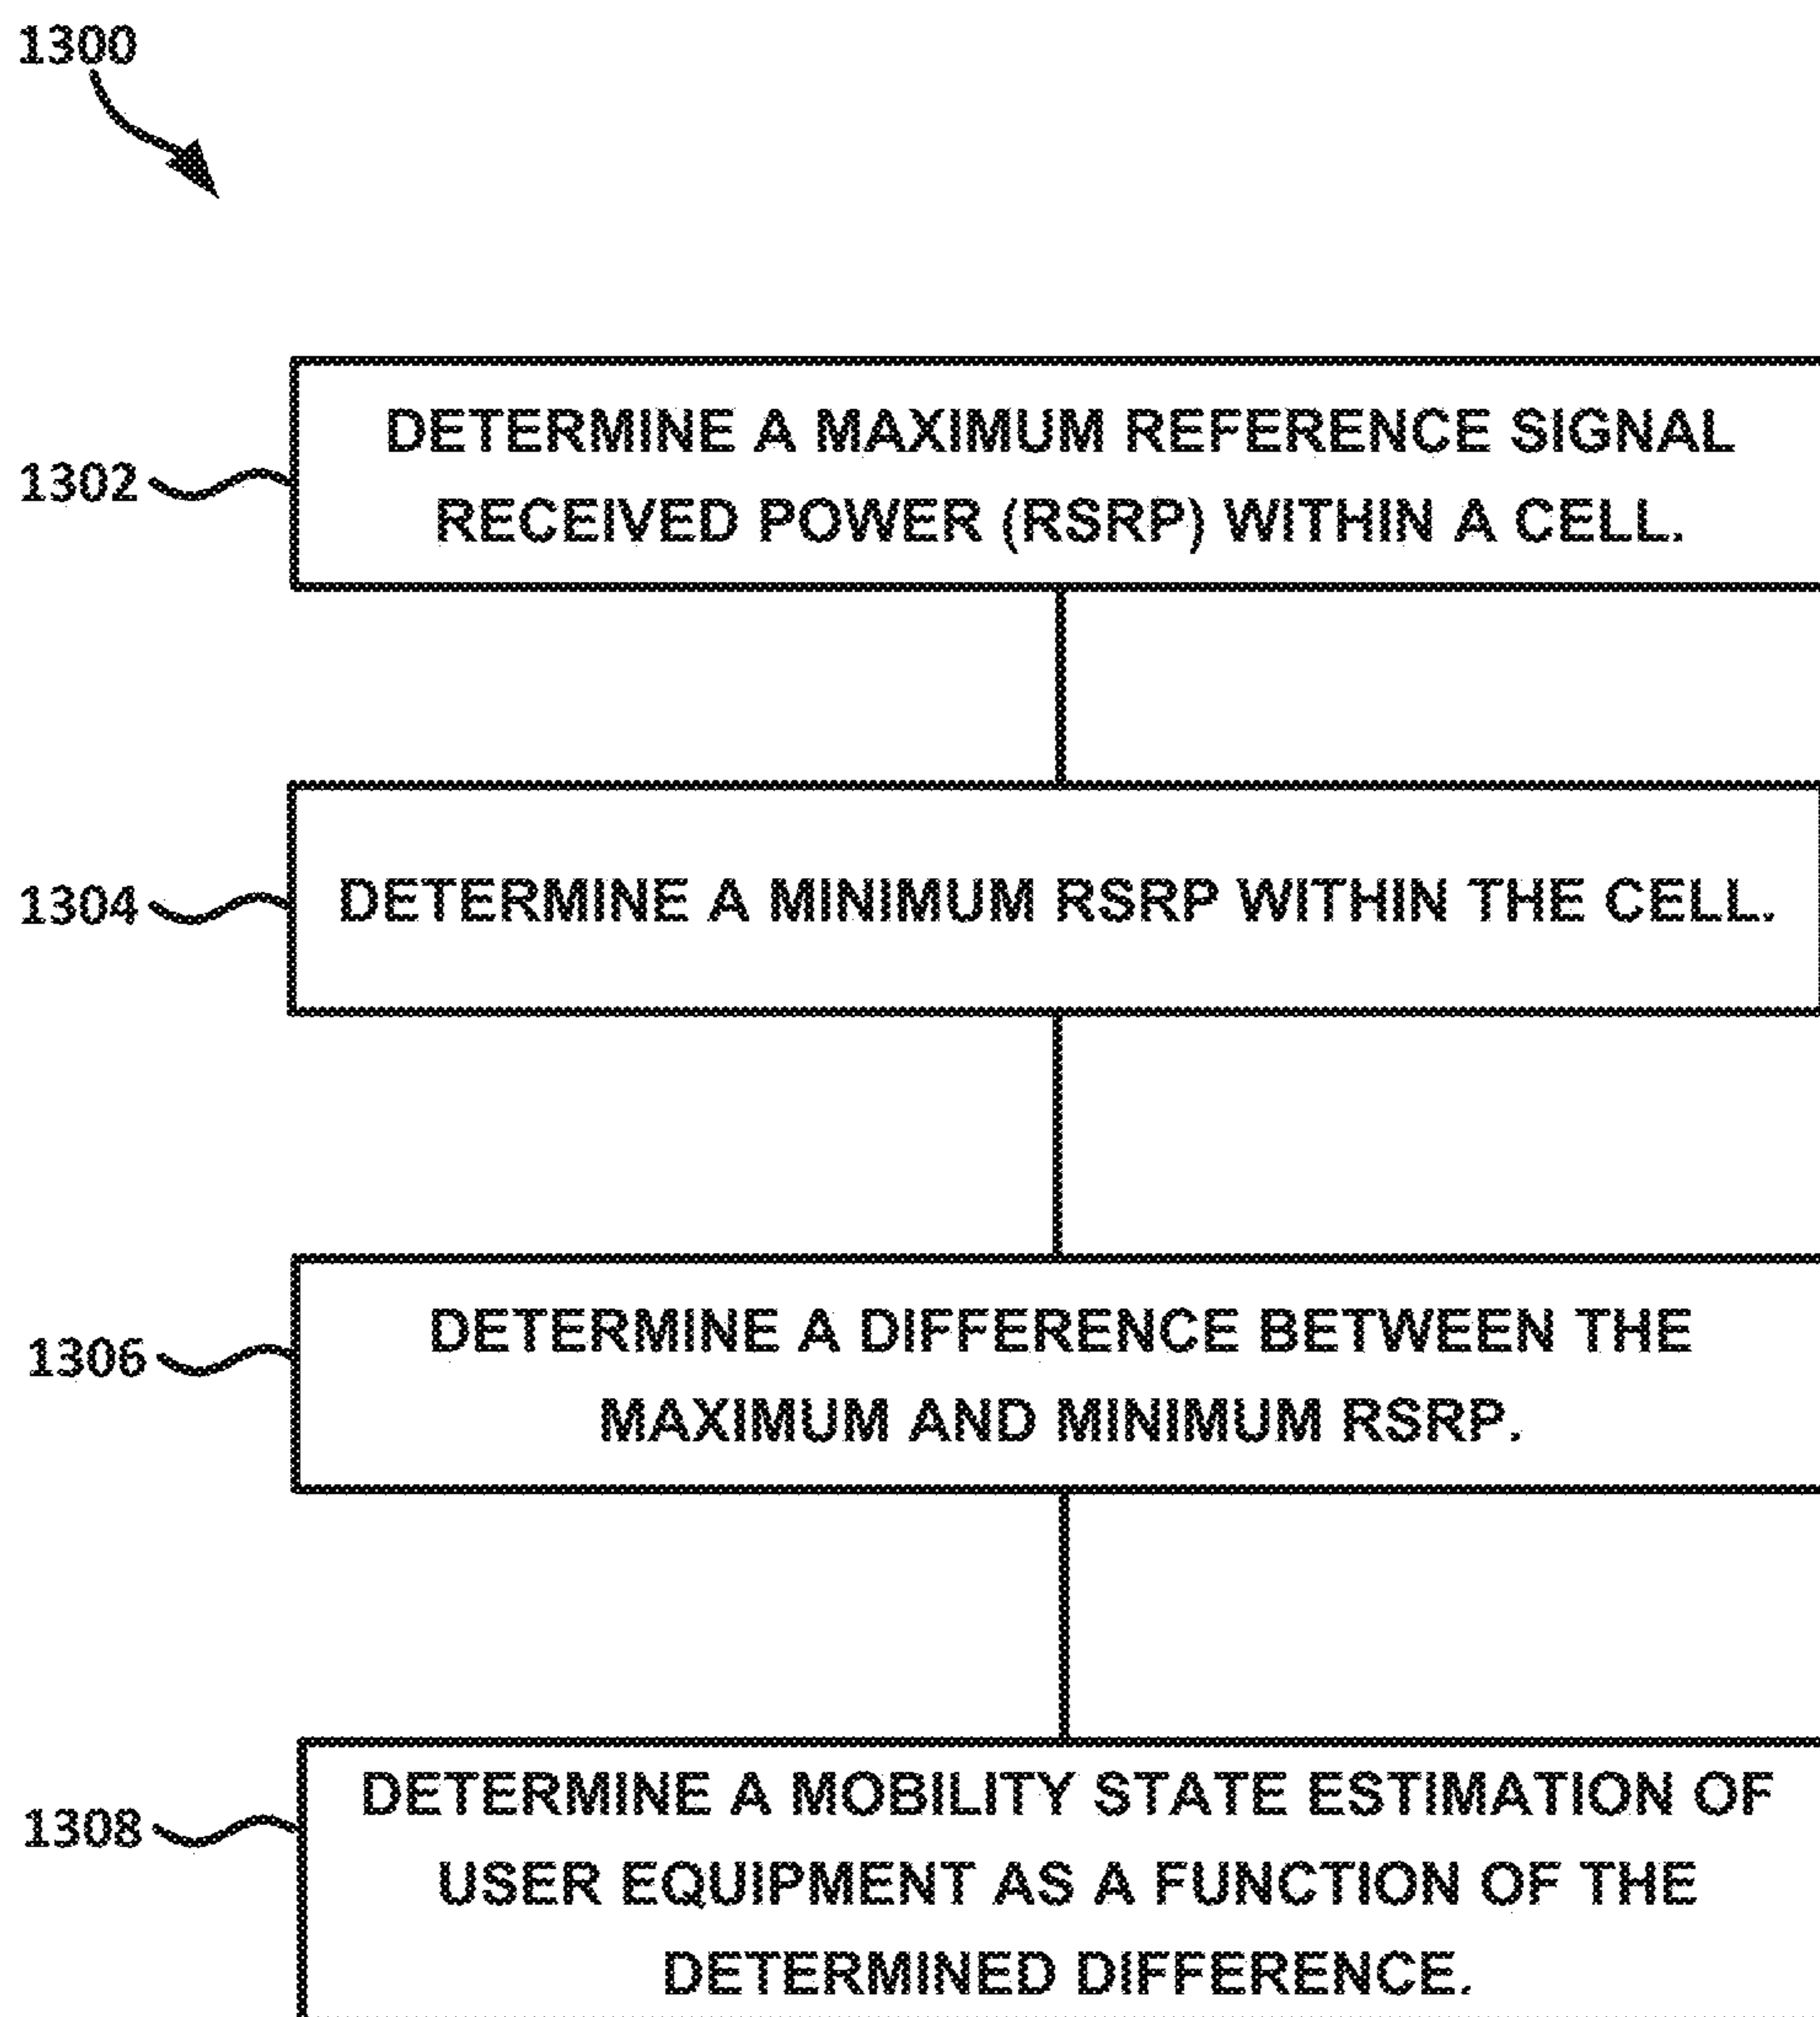 1300
1302
DETERMINE A MAXIMUM REFERENCE SIGNAL
RECEIVED POWER (RSRP) WITHIN A CELL.
1304
DETERMINE A MINIMUM RSRP WITHIN THE CELL.
1306
DETERMINE A DIFFERENCE BETWEEN THE
MAXIMUM AND MINIMUM RSRP.
1308
DETERMINE A MOBILITY STATE ESTIMATION OF
USER EQUIPMENT AS A FUNCTION OF THE
DETERMINED DIFFERENCE.